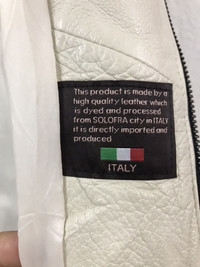 This product is made by a
high quality leather which
is dyed and processed
from SOLOFRA city in ITALY
it is directly imported and
produced
ITALY